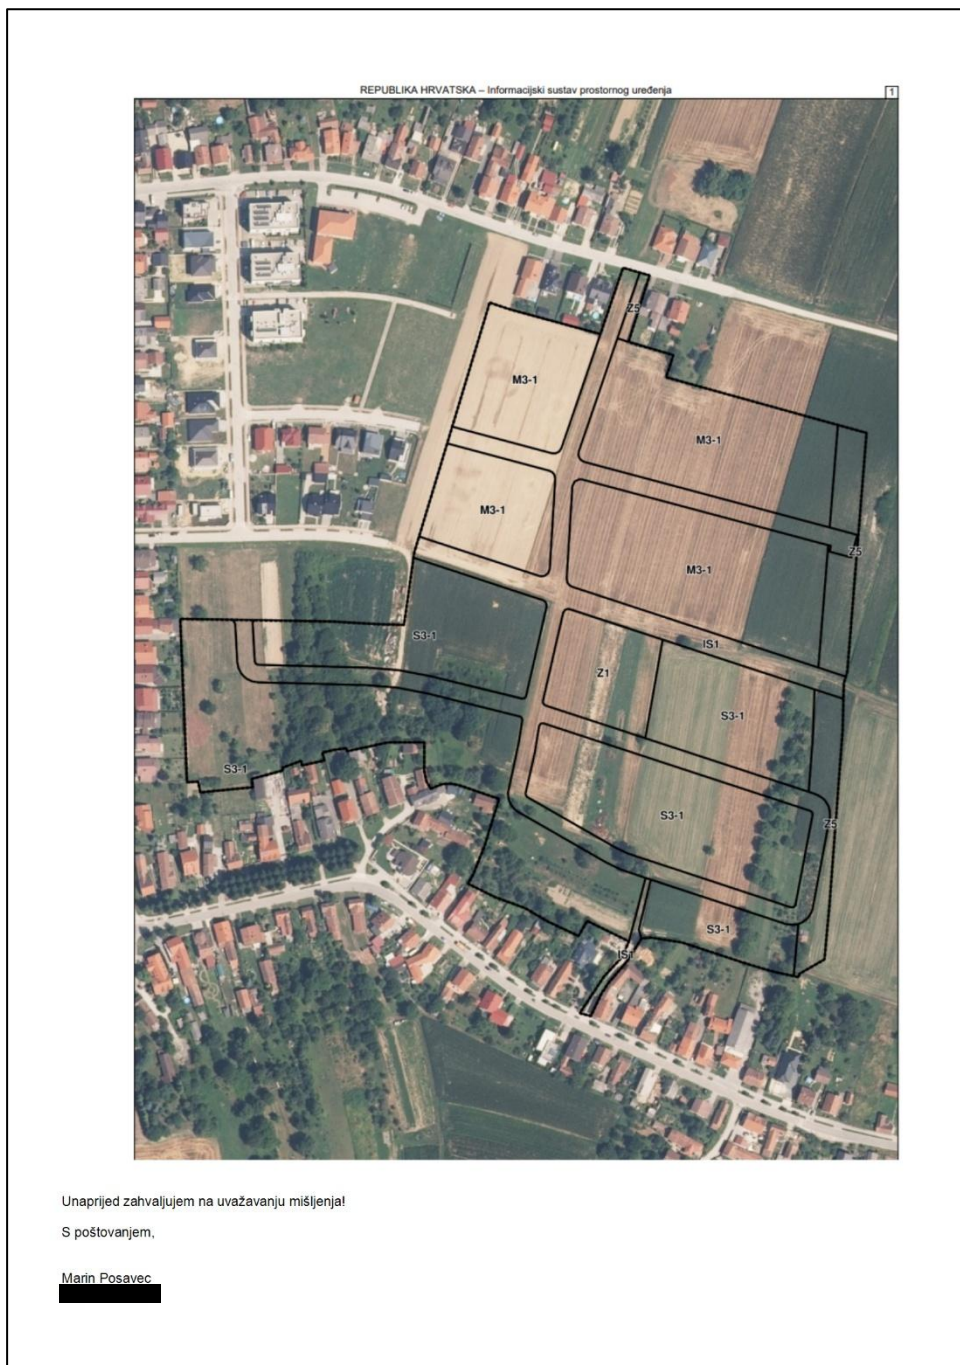 REPUBLIKA HRVATSKA – Informacijski sustav prostornog uređenja
1
Z5
M3-1
M3-1
M3-1
M3-1
Z5
S3-1
IS1
Z1
S3-1
S3-1
S3-1
Z5
S3-1
IS1
Unaprijed zahvaljujem na uvažavanju mišljenja!
S poštovanjem,
Marin Posavec